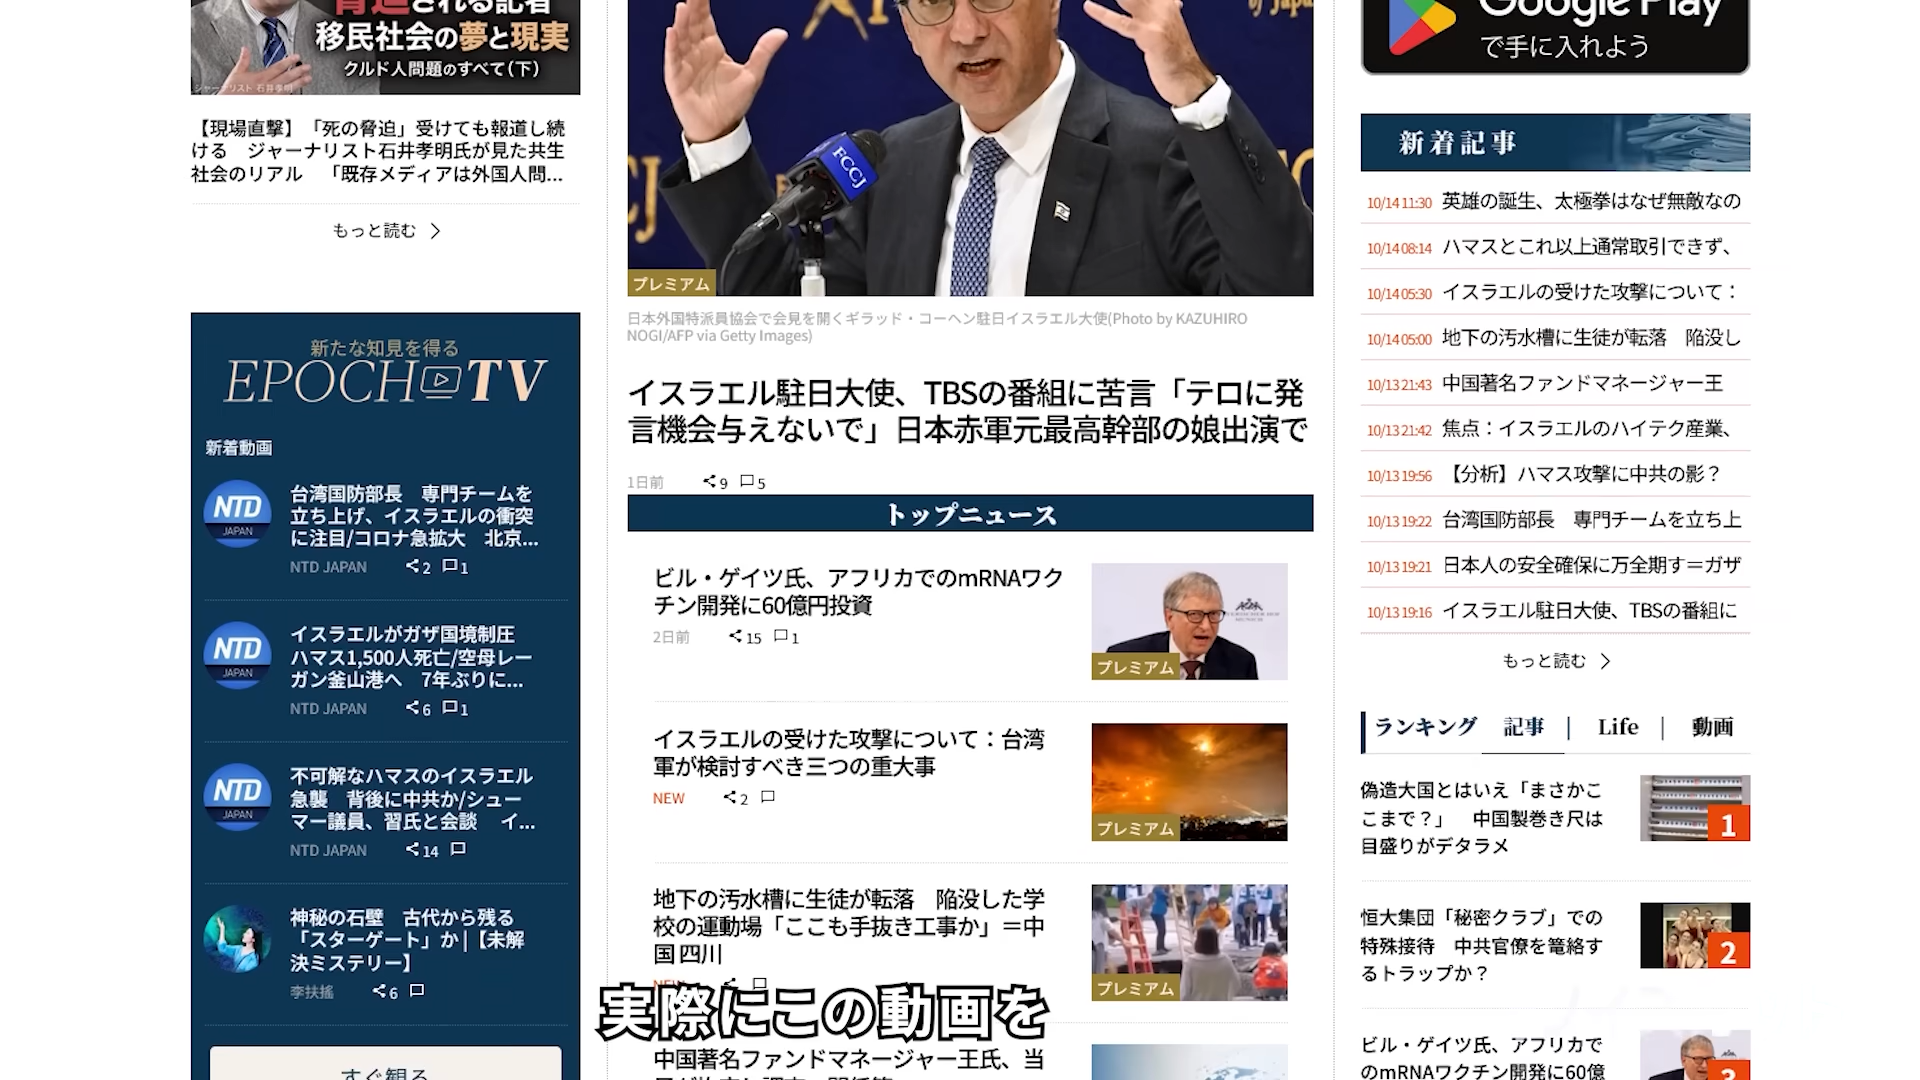 移民社会の夢と現実
クルド人問題のすべて(下)
ジャーナリスト 石井孝明
【現場直撃】「死の脅迫」受けても報道し続
ける　ジャーナリスト石井孝明氏が見た共生
社会のリアル　「既存メディアは外国人問...
もっと読む
新たな知見を得る
EPOCH TV
新着動画
NTD
JAPAN
台湾国防部長　専門チームを
立ち上げ、イスラエルの衝突
に注目/コロナ急拡大　北京...
NTD JAPAN 2 1
NTD
JAPAN
イスラエルがガザ国境制圧
ハマス1,500人死亡/空母レー
ガン釜山港へ　7年ぶりに...
NTD JAPAN 6 1
NTD
JAPAN
不可解なハマスのイスラエル
急襲　背後に中共か/シュー
マー議員、習氏と会談　イ...
NTD JAPAN 14
神秘の石壁　古代から残る
「スターゲート」か |【未解
決ミステリー】
李扶搖 6
すぐ観る
of Japan
FCCJ
プレミアム
日本外国特派員協会で会見を開くギラッド・コーヘン駐日イスラエル大使(Photo by KAZUHIRO
NOGI/AFP via Getty Images)
イスラエル駐日大使、TBSの番組に苦言「テロに発
言機会与えないで」日本赤軍元最高幹部の娘出演で
1日前 9 5
トップニュース
ビル・ゲイツ氏、アフリカでのmRNAワク
チン開発に60億円投資
2日前 15 1
プレミアム
イスラエルの受けた攻撃について：台湾
軍が検討すべき三つの重大事
NEW 2
プレミアム
地下の汚水槽に生徒が転落　陥没した学
校の運動場「ここも手抜き工事か」＝中
国 四川
NEW
プレミアム
実際にこの動画を
中国著名ファンドマネージャー王氏、当
Google Play
で手に入れよう
新着記事
10/14 11:30 英雄の誕生、太極拳はなぜ無敵なの
10/14 08:14 ハマスとこれ以上通常取引できず、
10/14 05:30 イスラエルの受けた攻撃について：
10/14 05:00 地下の汚水槽に生徒が転落　陥没し
10/13 21:43 中国著名ファンドマネージャー王
10/13 21:42 焦点：イスラエルのハイテク産業、
10/13 19:56 【分析】ハマス攻撃に中共の影？
10/13 19:22 台湾国防部長　専門チームを立ち上
10/13 19:21 日本人の安全確保に万全期す＝ガザ
10/13 19:16 イスラエル駐日大使、TBSの番組に
もっと読む
ランキング 記事 | Life | 動画
偽造大国とはいえ「まさかこ
こまで？」　中国製巻き尺は
目盛りがデタラメ
1
恒大集団「秘密クラブ」での
特殊接待　中共官僚を篭絡す
るトラップか？
2
ビル・ゲイツ氏、アフリカで
のmRNAワクチン開発に60億
3